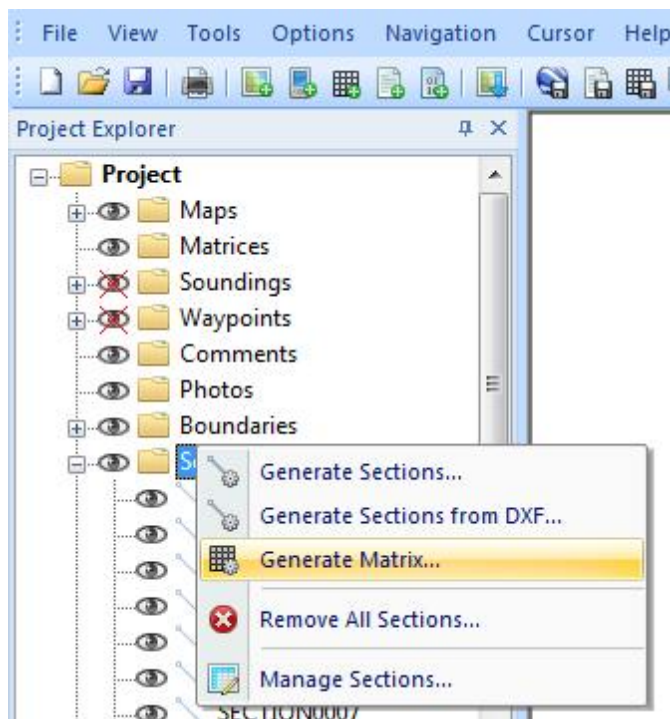 File View Tools Options Navigation Cursor Help
Project Explorer
Project
Maps
Matrices
Soundings
Waypoints
Comments
Photos
Boundaries
Generate Sections...
Generate Sections from DXF...
Generate Matrix...
Remove All Sections...
Manage Sections...
SECTION0007